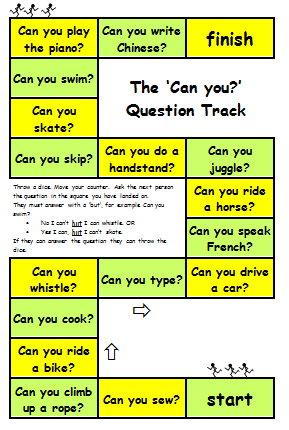 Can you play
the piano?
Can you write
Chinese?
finish
Can you swim?
The ‘Can you?’
Question Track
Can you
skate?
Can you skip?
Can you do a
handstand?
Can you
juggle?
Throw a dice. Move your counter. Ask the next person
the question in the square you have landed on.
They must answer with a ‘but’, for example Can you
swim?
• No I can’t but I can whistle. OR
• Yes I can, but I can’t skate.
If they can answer the question they can throw the
dice.
Can you ride
a horse?
Can you speak
French?
Can you
whistle?
Can you type?
Can you drive
a car?
Can you cook?
Can you ride
a bike?
Can you climb
up a rope?
Can you sew?
start